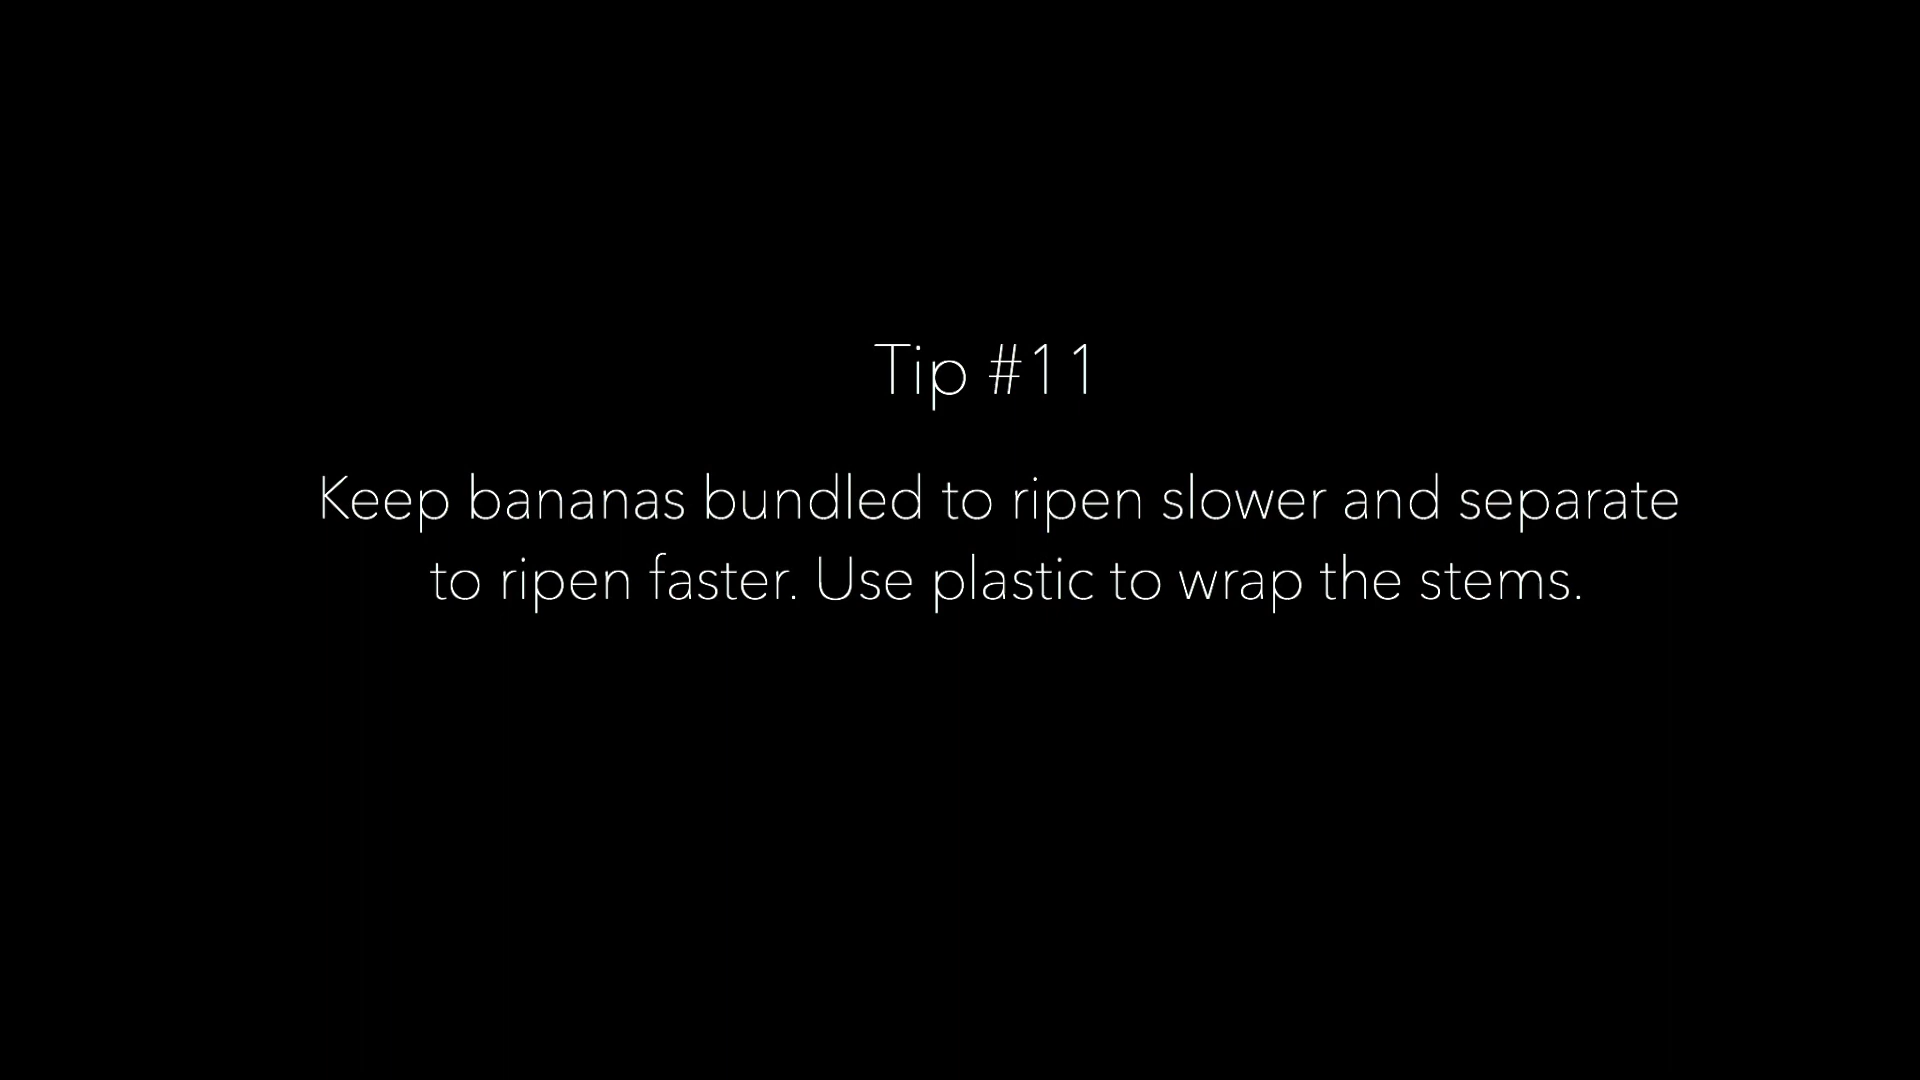 Tip #11
Keep bananas bundled to ripen slower and separate
to ripen faster. Use plastic to wrap the stems.